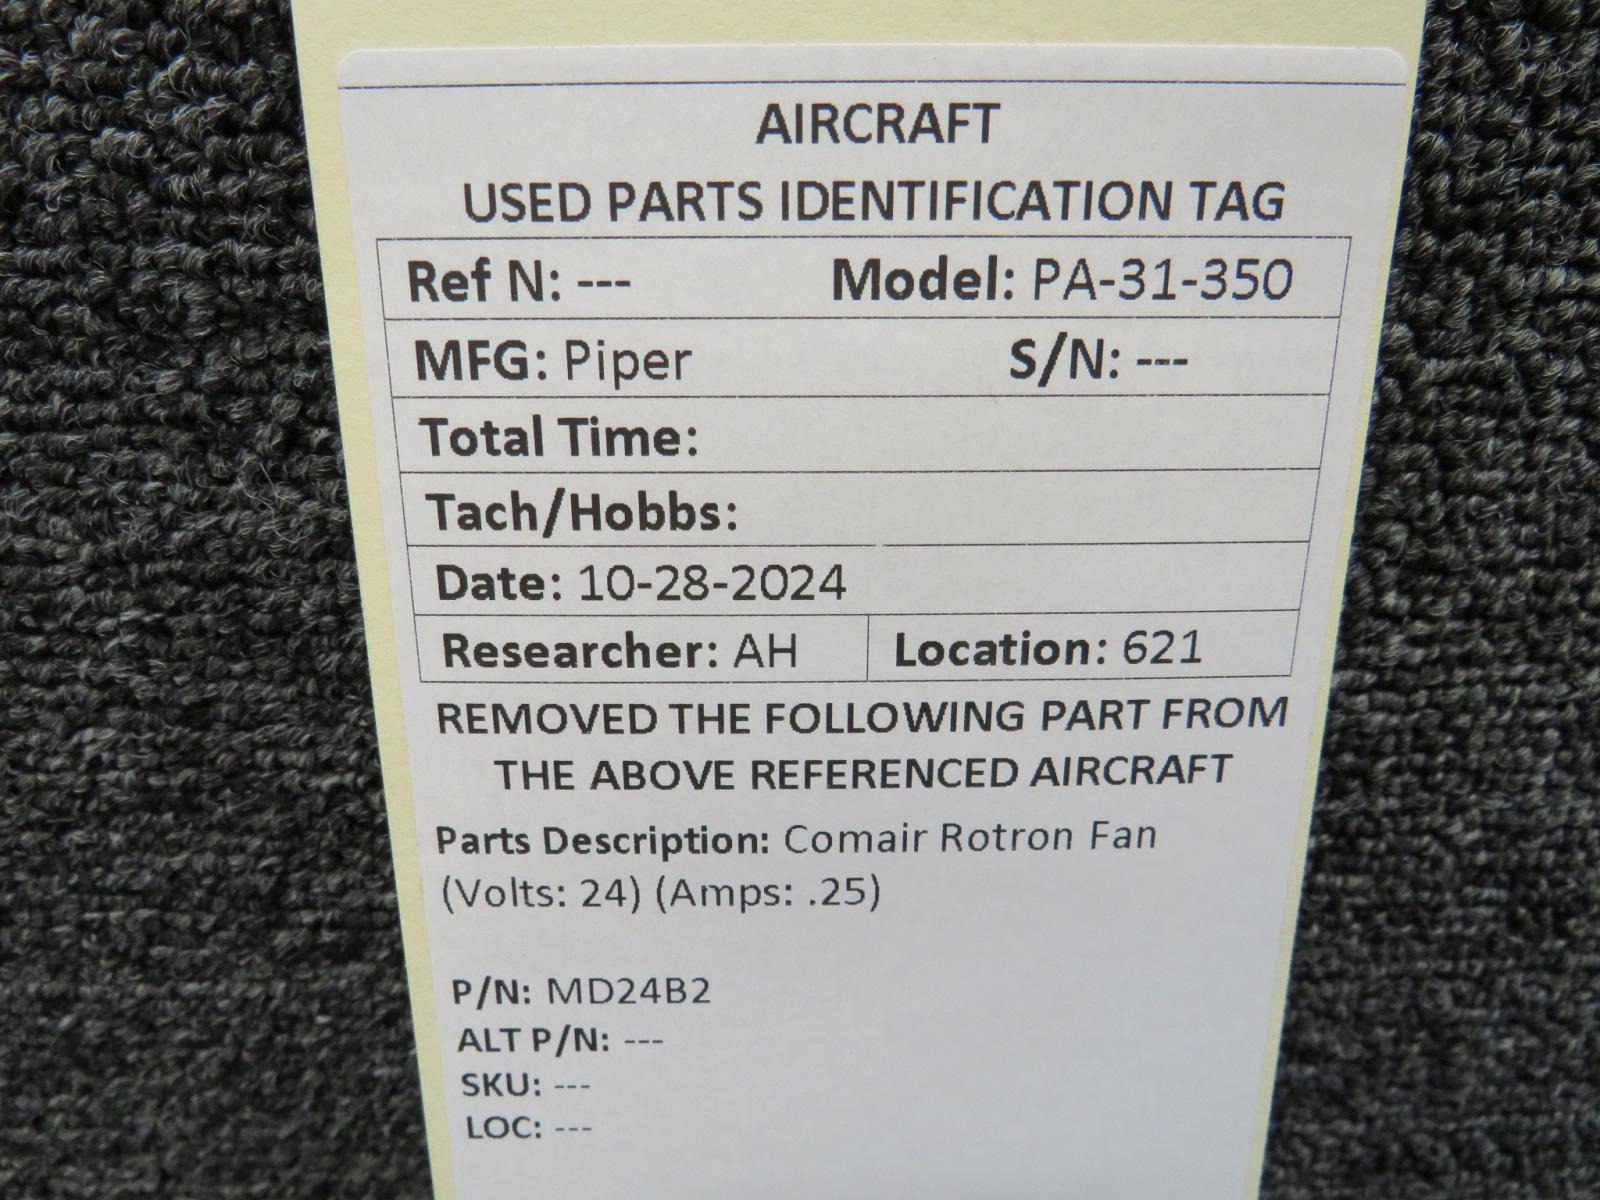 AIRCRAFT
USED PARTS IDENTIFICATION TAG
Ref N: --- Model: PA-31-350
MFG: Piper S/N: ---
Total Time:
Tach/Hobbs:
Date: 10-28-2024
Researcher: AH Location: 621
REMOVED THE FOLLOWING PART FROM
THE ABOVE REFERENCED AIRCRAFT
Parts Description: Comair Rotron Fan
(Volts: 24) (Amps: .25)
P/N: MD24B2
ALT P/N: ---
SKU: ---
LOC: ---